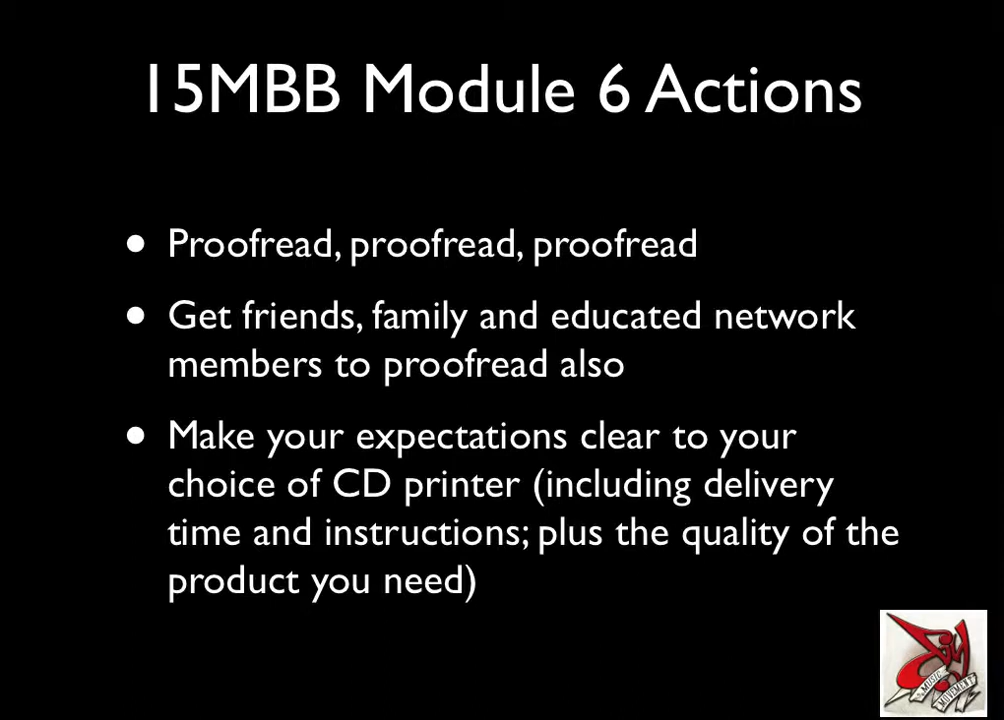 15MBB Module 6 Actions
• Proofread, proofread, proofread
• Get friends, family and educated network
members to proofread also
• Make your expectations clear to your
choice of CD printer (including delivery
time and instructions; plus the quality of the
product you need)
MUSIC
MOVEMENT